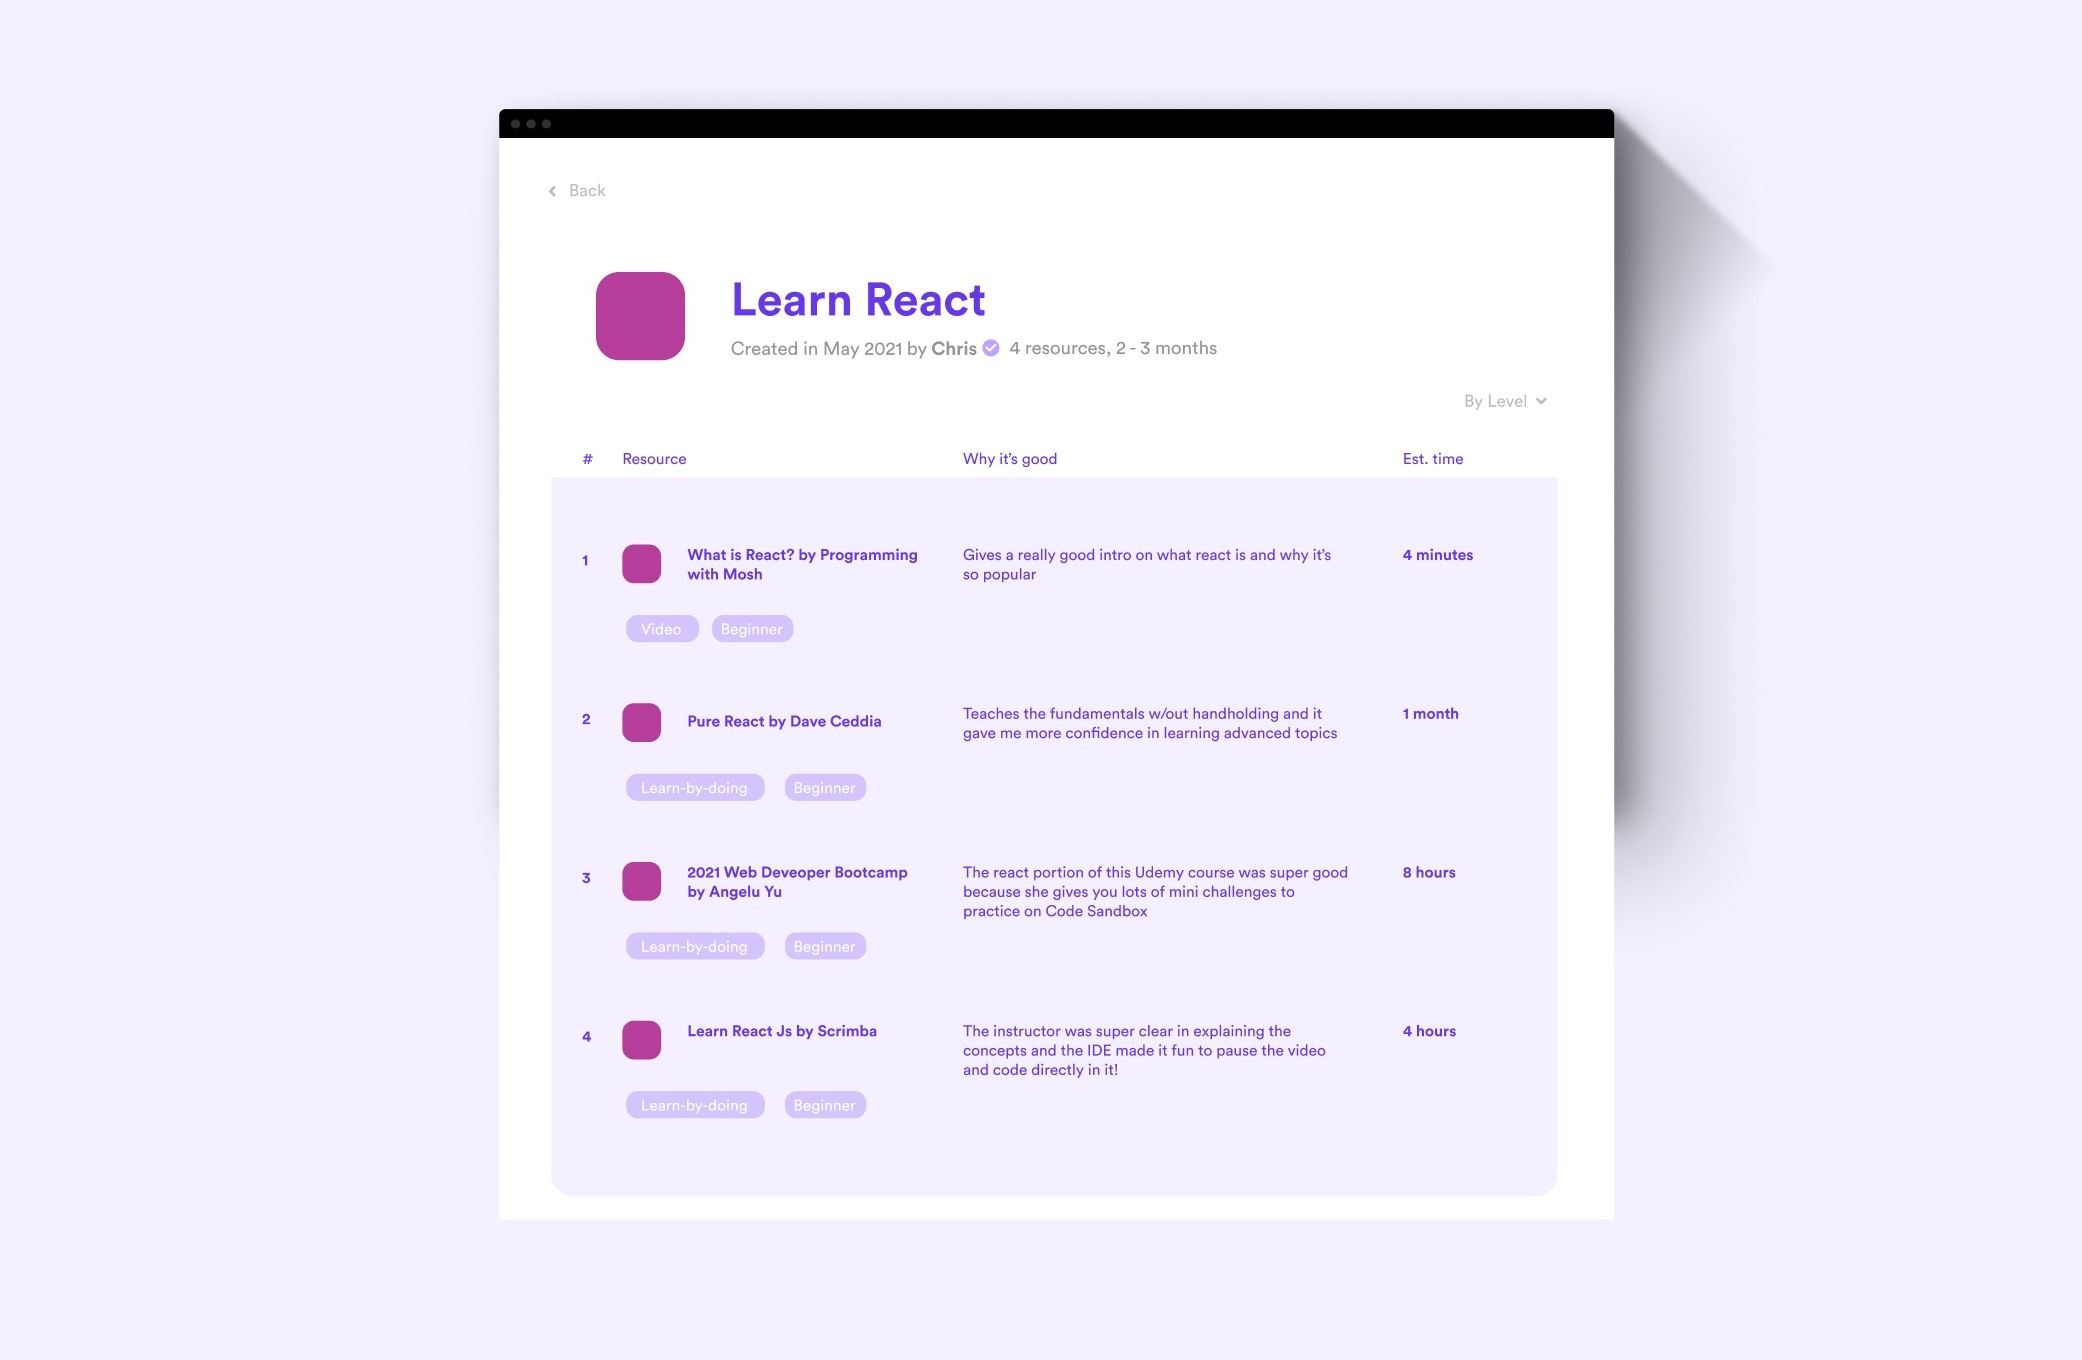 Back
Learn React
Created in May 2021 by Chris 4 resources, 2 - 3 months
By Level
# Resource Why it's good Est. time
1 What is React? by Programming Gives a really good intro on what react is and why it's 4 minutes
with Mosh so popular
Video Beginner
2 Pure React by Dave Ceddia Teaches the fundamentals w/out handholding and it 1 month
gave me more confidence in learning advanced topics
Learn-by-doing Beginner
3 2021 Web Deveoper Bootcamp The react portion of this Udemy course was super good 8 hours
by Angelu Yu because she gives you lots of mini challenges to
practice on Code Sandbox
Learn-by-doing Beginner
4 Learn React Js by Scrimba The instructor was super clear in explaining the 4 hours
concepts and the IDE made it fun to pause the video
and code directly in it!
Learn-by-doing Beginner